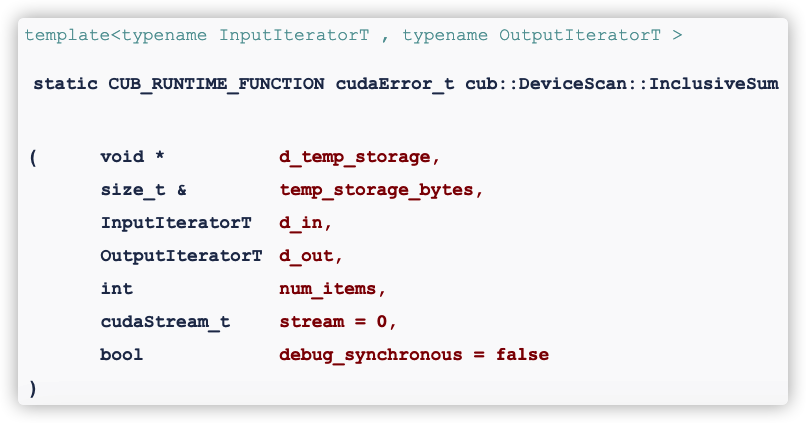 template<typename InputIteratorT , typename OutputIteratorT >
static CUB_RUNTIME_FUNCTION cudaError_t cub::DeviceScan::InclusiveSum
( void * d_temp_storage,
size_t & temp_storage_bytes,
InputIteratorT d_in,
OutputIteratorT d_out,
int num_items,
cudaStream_t stream = 0,
bool debug_synchronous = false
)